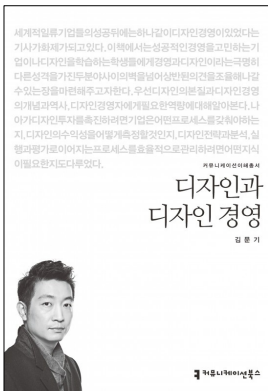 세계적일류기업들의성공뒤에는하나같이디자인경영이있었다는
기사가화제가되고있다. 이책에서는성공적인경영을고민하는기
업이나디자인을학습하는학생들에게경영과디자인이라는극명히
다른성격을가진두분야사이의벽을넘어상반된의견을조율해나갈
수있는장을마련해주고자한다. 우선디자인의본질과디자인경영
의개념과역사, 디자인경영자에게필요한역량에대해알아본다. 나
아가디자인투자를촉진하려면기업은어떤프로세스를갖춰야하는
지, 디자인의수익성을어떻게측정할것인지, 디자인전략과분석, 실
행과평가로이어지는프로세스를효율적으로관리하려면어떤지식
이필요한지도다루었다.
커뮤니케이션이해총서
디자인과
디자인 경영
김문기
커뮤니케이션북스